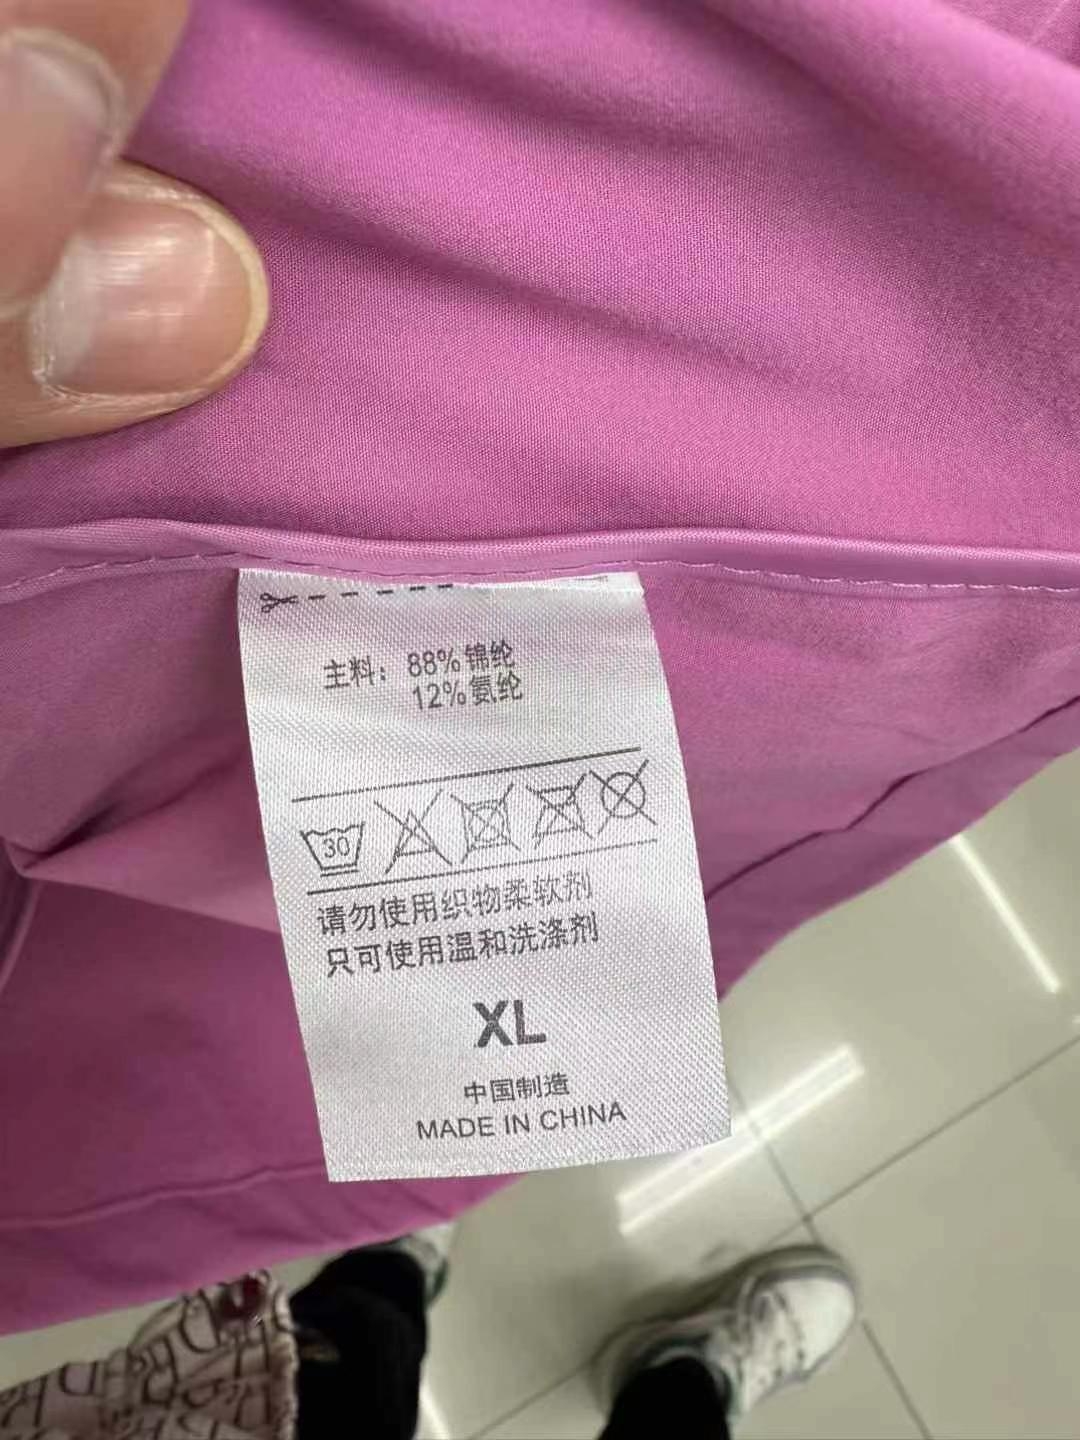 主料：88%锦纶
12%氨纶
30
请勿使用织物柔软剂
只可使用温和洗涤剂
XL
中国制造
MADE IN CHINA